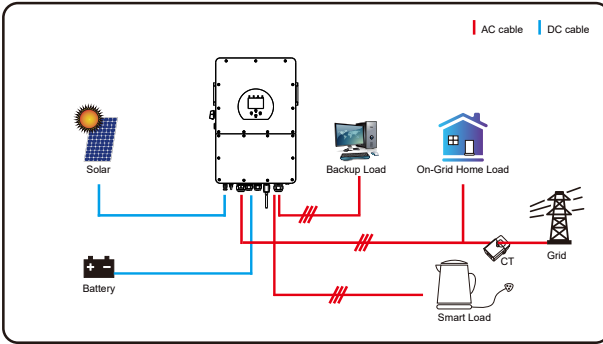 AC cable
DC cable
Solar
Backup Load
On-Grid Home Load
CT
Grid
Battery
Smart Load